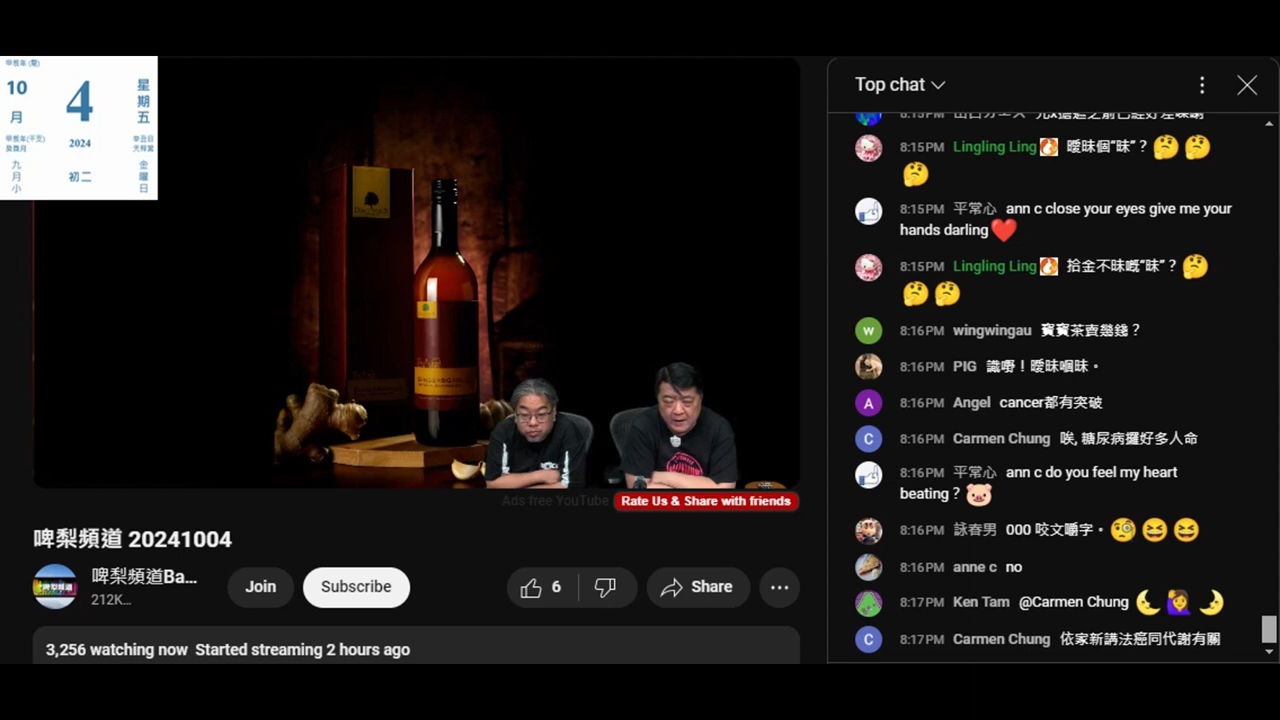 甲辰年(龍)
10
月
4
2024
初二
星期五
甲辰年(干支)
癸酉月
九月小
辛丑日
金曜日
Ads free YouTube
Rate Us & Share with friends
啤梨頻道 20241004
啤梨頻道Ba...
212K...
Join
Subscribe
6
Share
3,256 watching now Started streaming 2 hours ago
Top chat
8:15PM Lingling Ling 曖昧個“昧”？
8:15PM 平常心 ann c close your eyes give me your
hands darling
8:15PM Lingling Ling 拾金不昧嘅“昧”？
8:16PM wingwingau 寶寶茶賣幾錢？
8:16PM PIG 識嘢！曖昧嗰昧。
8:16PM Angel cancer都有突破
8:16PM Carmen Chung 唉, 糖尿病攞好多人命
8:16PM 平常心 ann c do you feel my heart
beating？
8:16PM 詠春男 000 咬文嚼字。
8:16PM anne c no
8:17PM Ken Tam @Carmen Chung
8:17PM Carmen Chung 依家新講法癌同代謝有關